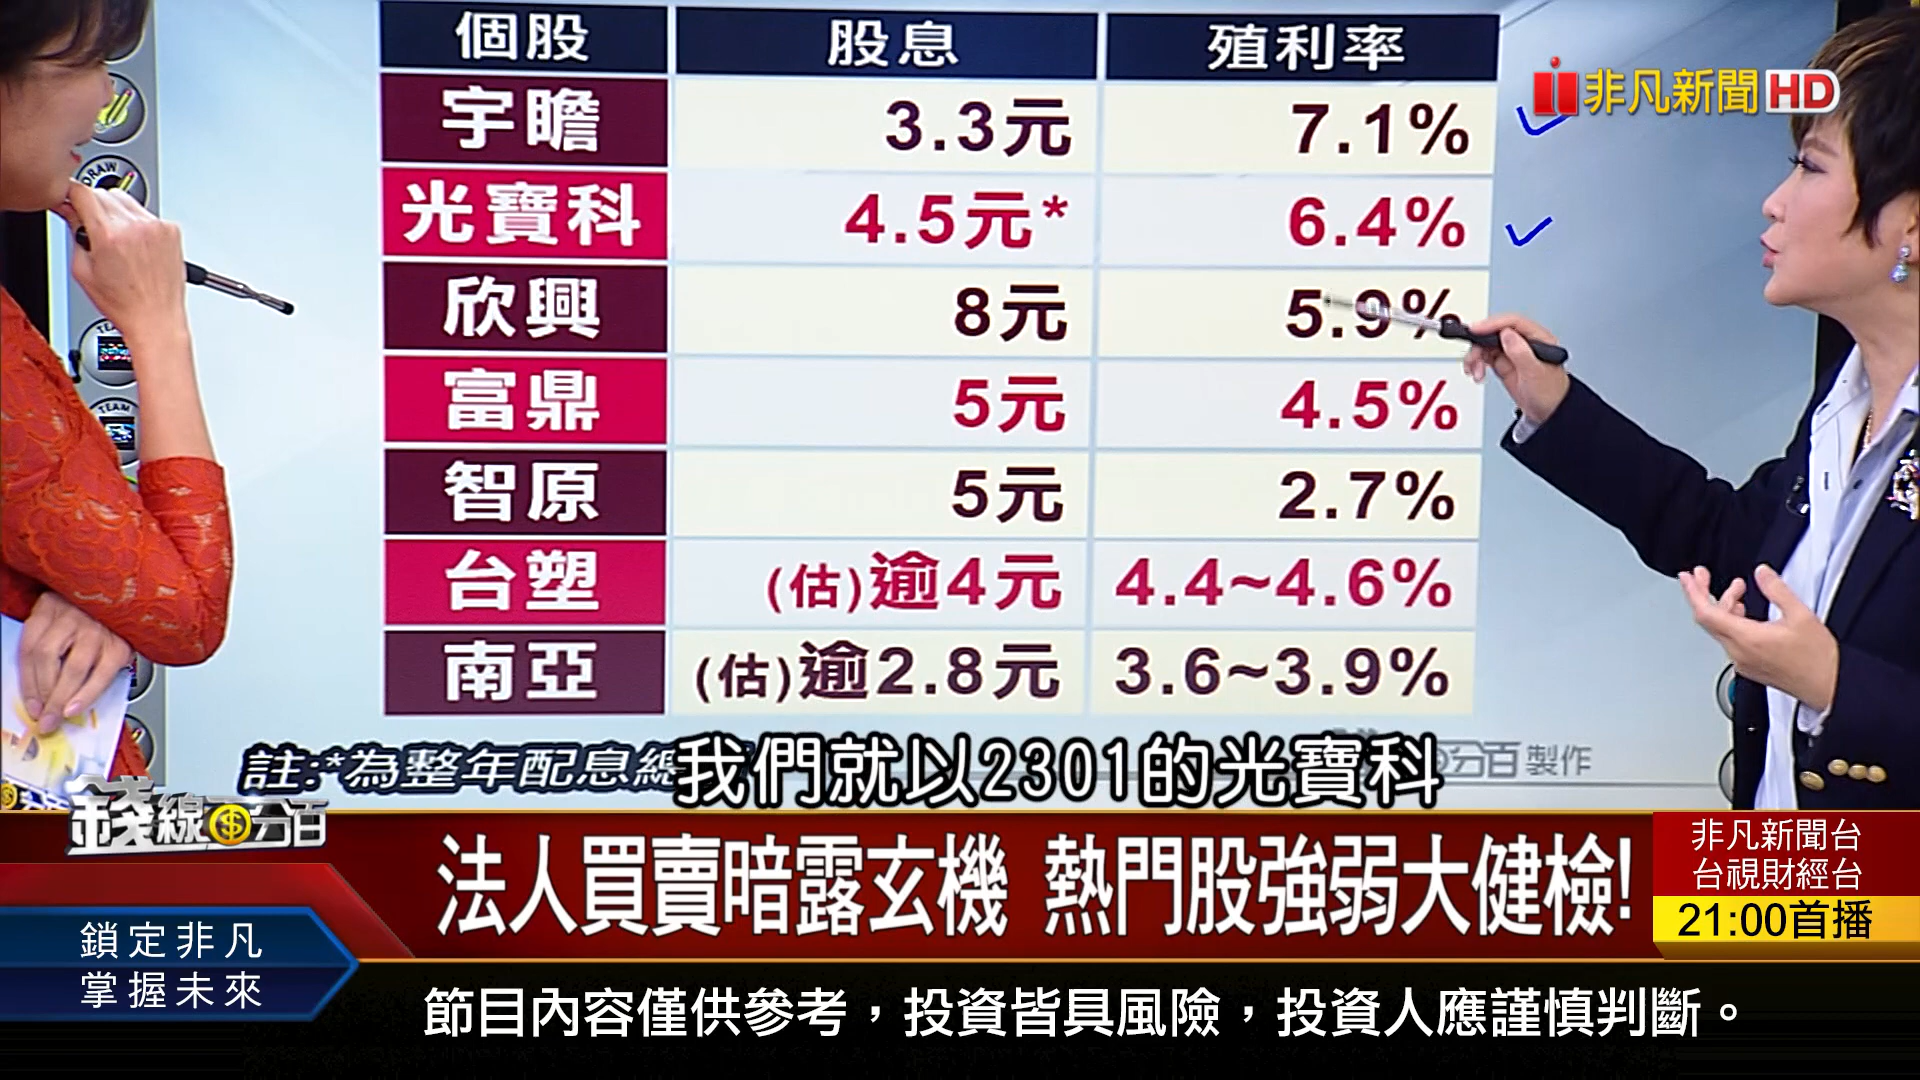 個股 股息 殖利率
宇瞻 3.3元 7.1%
光寶科 4.5元* 6.4%
欣興 8元 5.9%
富鼎 5元 4.5%
智原 5元 2.7%
台塑 (估)逾4元 4.4~4.6%
南亞 (估)逾2.8元 3.6~3.9%
非凡新聞HD
DRAW
TEAM
註:*為整年配息總
分百製作
我們就以2301的光寶科
錢線分百
法人買賣暗露玄機 熱門股強弱大健檢!
非凡新聞台
台視財經台
21:00首播
鎖定非凡
掌握未來
節目內容僅供參考，投資皆具風險，投資人應謹慎判斷。